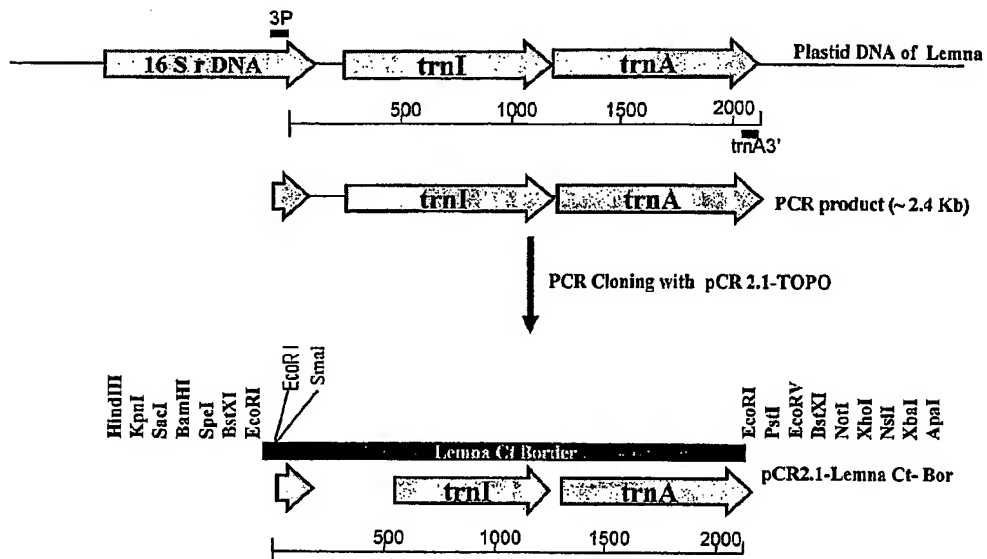 3P
16 S r DNA trnI trnA Plastid DNA of Lemna
500 1000 1500 2000
trnA3'
trnI trnA PCR product (~ 2.4 Kb)
PCR Cloning with pCR 2.1-TOPO
HindIII
KpnI
SacI
BamHI
SpeI
BstXI
EcoRI
EcoR I
SmaI
EcoRI
PstI
EcoRV
BstXI
NotI
XhoI
NsiI
XbaI
ApaI
Lemna Ct Border
trnI trnA pCR2.1-Lemna Ct- Bor
500 1000 1500 2000